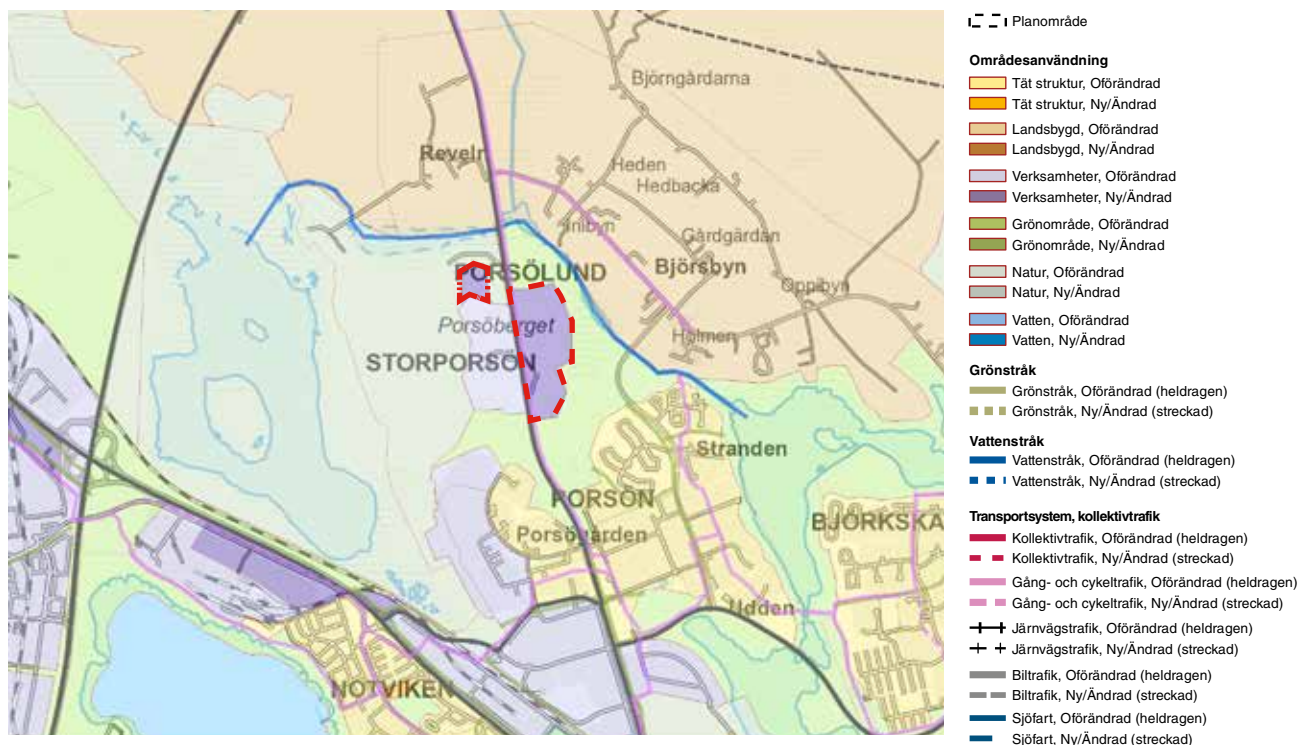 Björngårdarna
Reveln
Heden
Hedbacka
Inibyn
Gårdgärdan
Björsbyn
Oppibyn
PORSÖLUND
Porsöberget
Holmen
STORPORSÖN
Stranden
PORSÖN
Porsögården
BJÖRKSKA
Udden
NOTVIKEN
Planområde
Områdesanvändning
Tät struktur, Oförändrad
Tät struktur, Ny/Ändrad
Landsbygd, Oförändrad
Landsbygd, Ny/Ändrad
Verksamheter, Oförändrad
Verksamheter, Ny/Ändrad
Grönområde, Oförändrad
Grönområde, Ny/Ändrad
Natur, Oförändrad
Natur, Ny/Ändrad
Vatten, Oförändrad
Vatten, Ny/Ändrad
Grönstråk
Grönstråk, Oförändrad (heldragen)
Grönstråk, Ny/Ändrad (streckad)
Vattenstråk
Vattenstråk, Oförändrad (heldragen)
Vattenstråk, Ny/Ändrad (streckad)
Transportsystem, kollektivtrafik
Kollektivtrafik, Oförändrad (heldragen)
Kollektivtrafik, Ny/Ändrad (streckad)
Gång- och cykeltrafik, Oförändrad (heldragen)
Gång- och cykeltrafik, Ny/Ändrad (streckad)
Järnvägstrafik, Oförändrad (heldragen)
Järnvägstrafik, Ny/Ändrad (streckad)
Biltrafik, Oförändrad (heldragen)
Biltrafik, Ny/Ändrad (streckad)
Sjöfart, Oförändrad (heldragen)
Sjöfart, Ny/Ändrad (streckad)